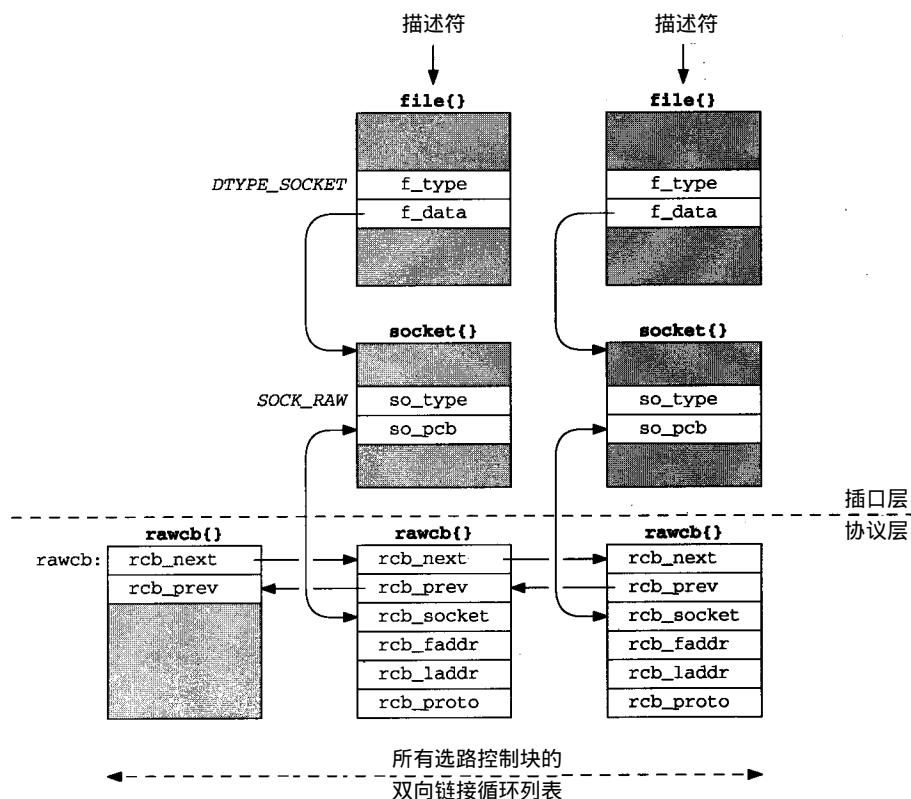 描述符
描述符
file{}
file{}
DTYPE_SOCKET
f_type
f_type
f_data
f_data
socket{}
socket{}
SOCK_RAW
so_type
so_type
so_pcb
so_pcb
插口层
协议层
rawcb{}
rawcb{}
rawcb{}
rawcb:
rcb_next
rcb_next
rcb_next
rcb_prev
rcb_prev
rcb_prev
rcb_socket
rcb_socket
rcb_faddr
rcb_faddr
rcb_laddr
rcb_laddr
rcb_proto
rcb_proto
所有选路控制块的
双向链接循环列表